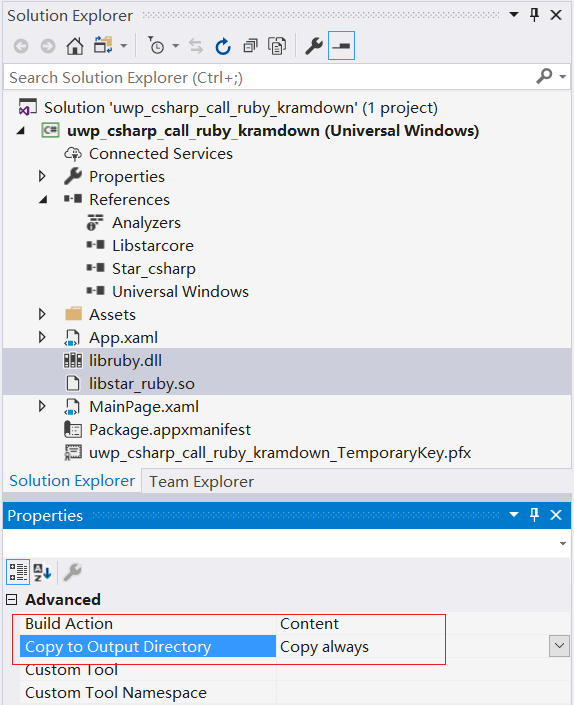 Solution Explorer
Search Solution Explorer (Ctrl+;)
Solution 'uwp_csharp_call_ruby_kramdown' (1 project)
C# uwp_csharp_call_ruby_kramdown (Universal Windows)
Connected Services
Properties
References
Analyzers
Libstarcore
Star_csharp
Universal Windows
Assets
App.xaml
libruby.dll
libstar_ruby.so
MainPage.xaml
Package.appxmanifest
uwp_csharp_call_ruby_kramdown_TemporaryKey.pfx
Solution Explorer Team Explorer
Properties
Advanced
Build Action Content
Copy to Output Directory Copy always
Custom Tool
Custom Tool Namespace